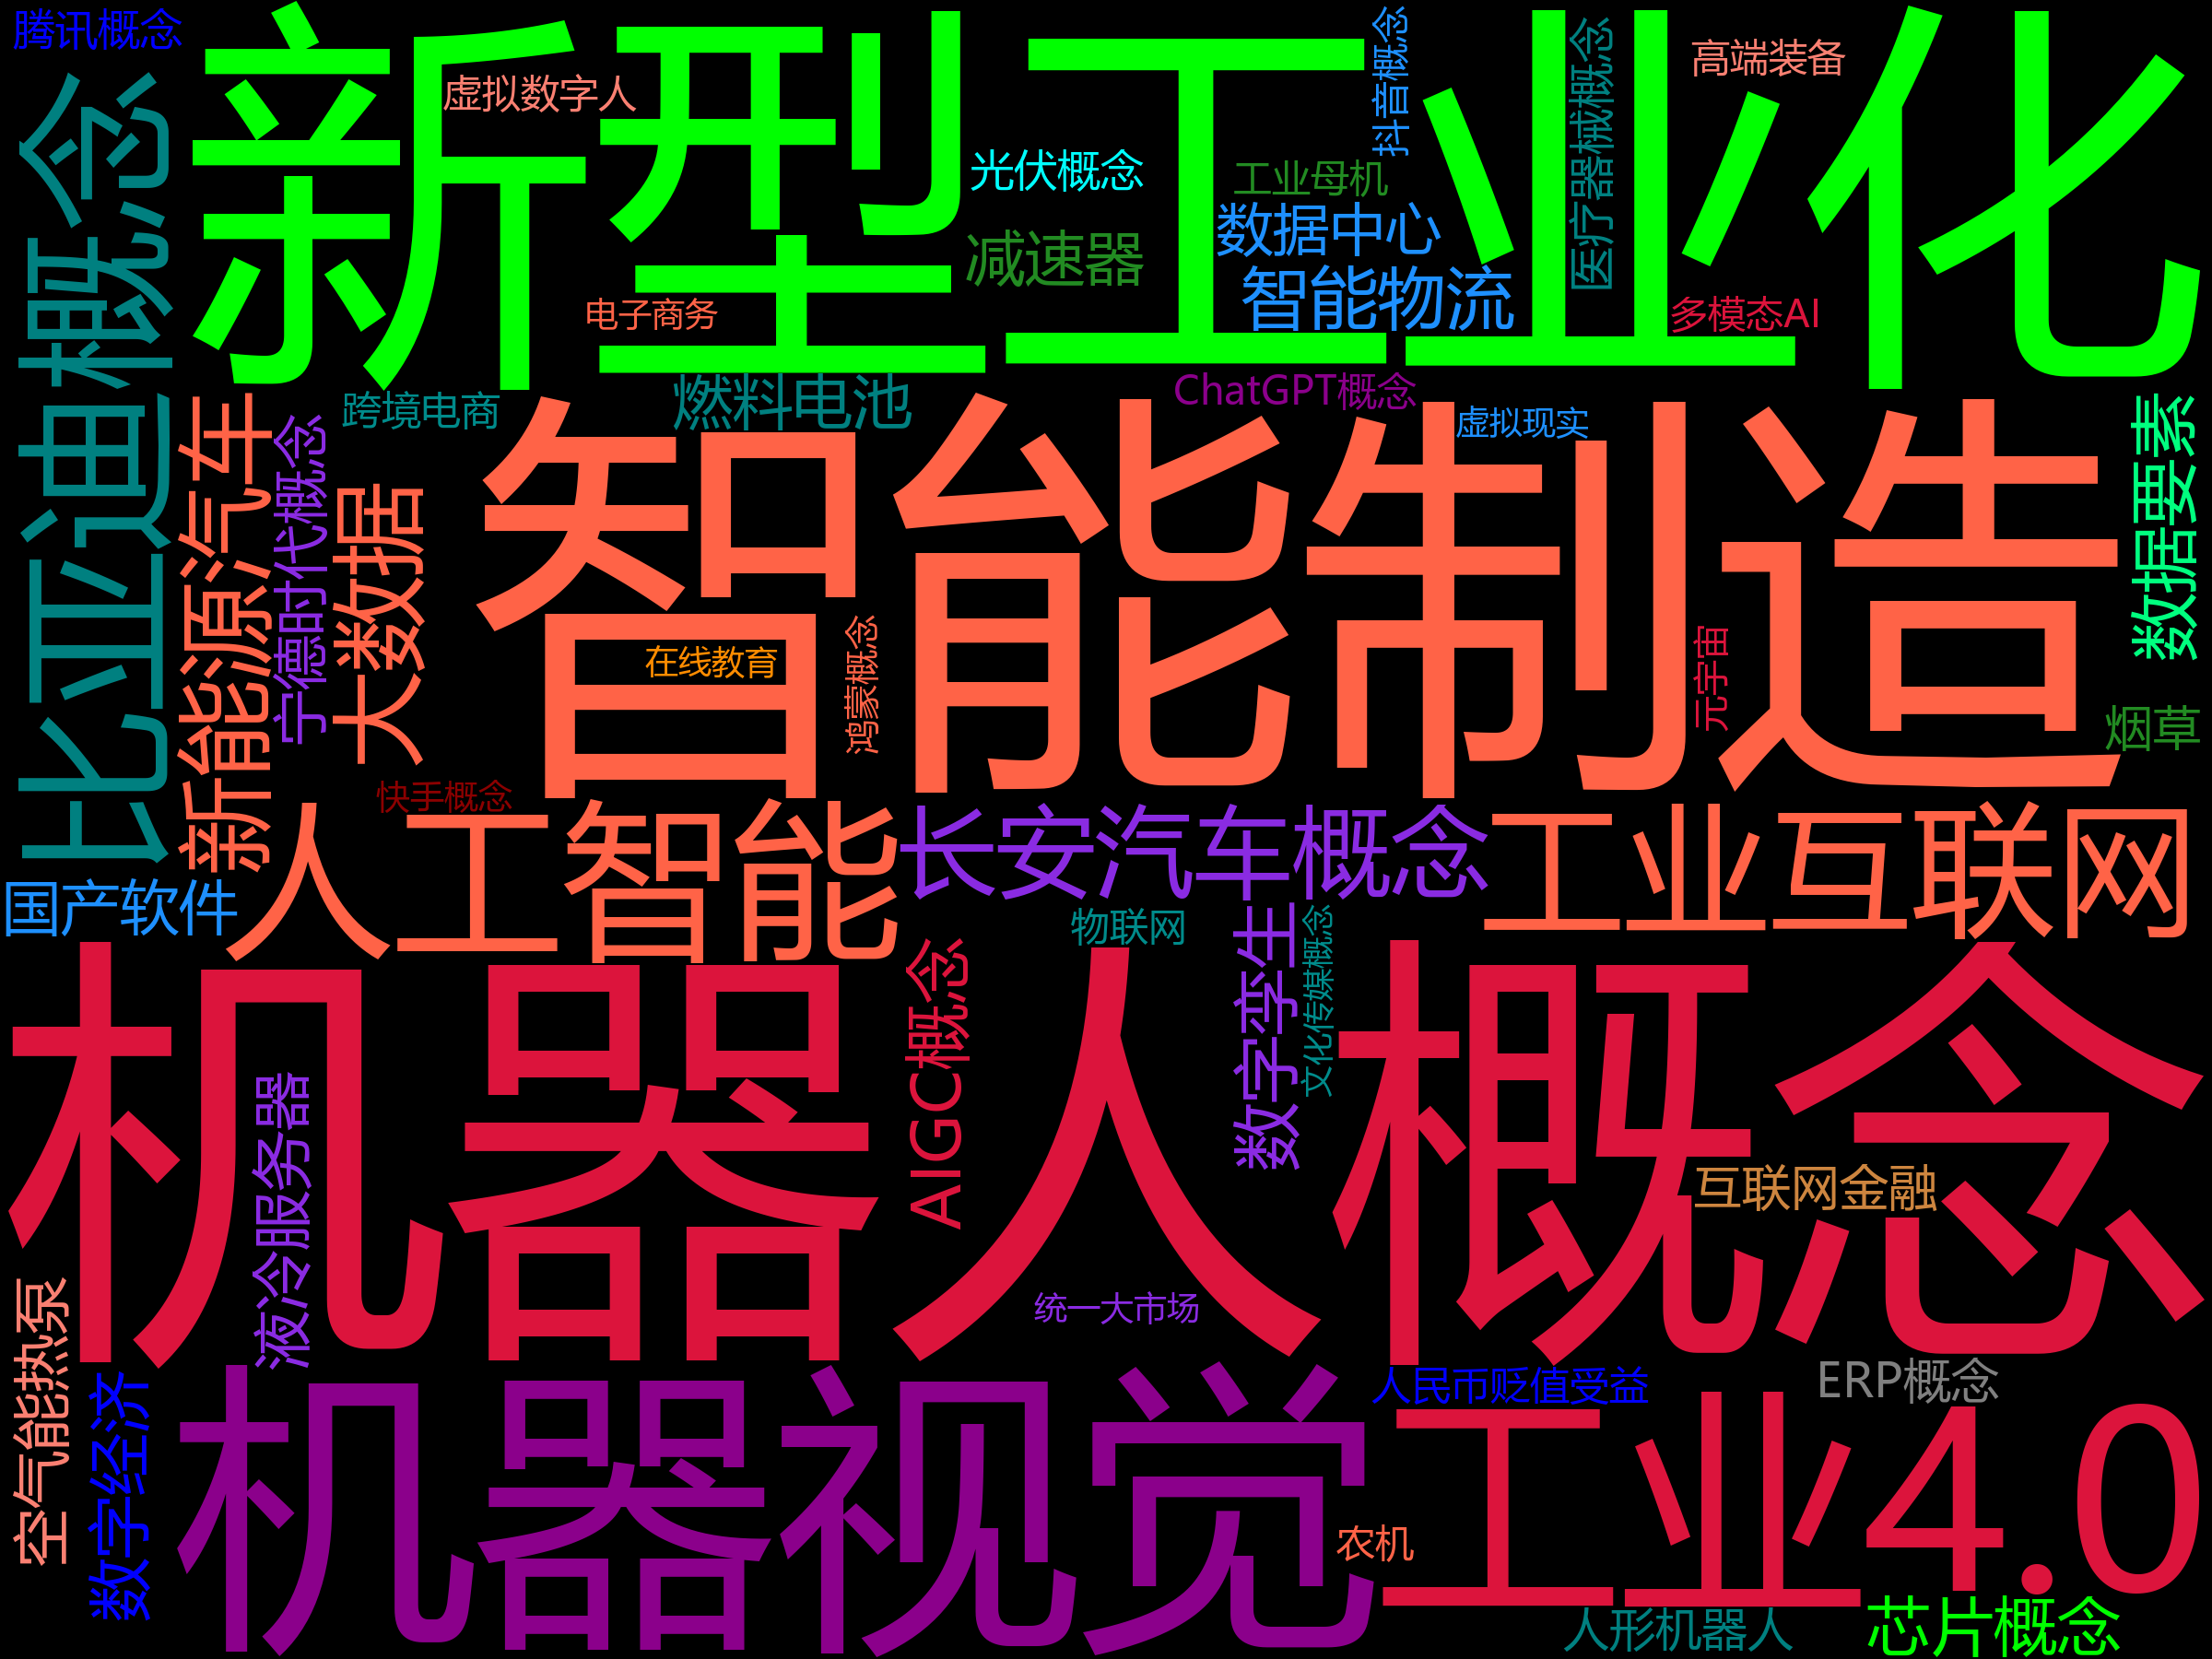 腾讯概念
新型工业化
虚拟数字人
抖音概念
医疗器械概念
高端装备
光伏概念
工业母机
减速器
数据中心
智能物流
电子商务
多模态AI
比亚迪概念
跨境电商
燃料电池
ChatGPT概念
虚拟现实
新能源汽车
宁德时代概念
大数据
智能制造
数据要素
在线教育
鸿蒙概念
元宇宙
烟草
快手概念
人工智能
长安汽车概念
工业互联网
国产软件
物联网
数字孪生
文化传媒概念
机器人概念
AIGC概念
液冷服务器
互联网金融
统一大市场
空气能热泵
数字经济
机器视觉
人民币贬值受益
ERP概念
工业4.0
农机
人形机器人
芯片概念